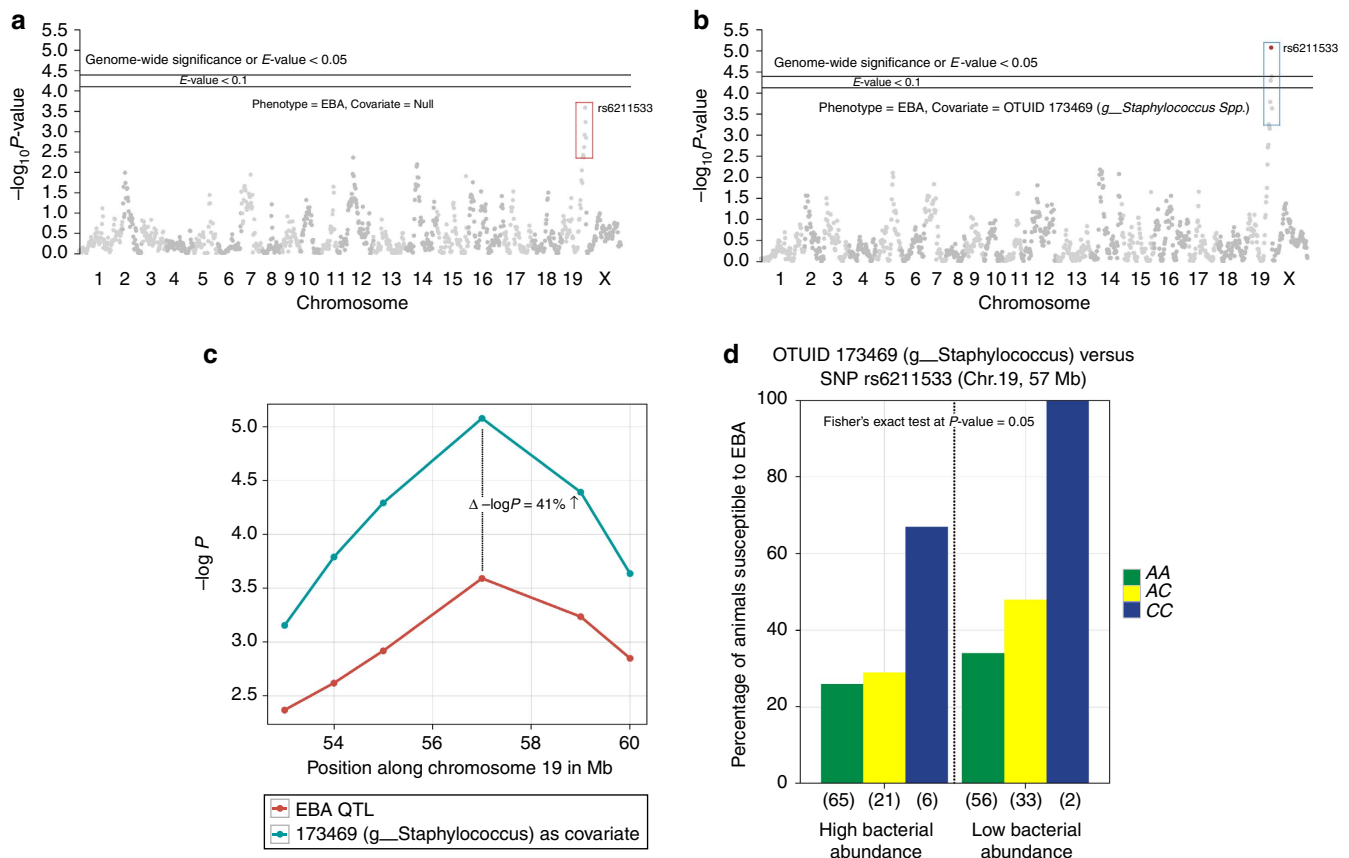 a
5.5
5.0
4.5
4.0
3.5
3.0
2.5
2.0
1.5
1.0
0.5
0.0
–log10P-value
Genome-wide significance or E-value < 0.05
E-value < 0.1
Phenotype = EBA, Covariate = Null
rs6211533
1 2 3 4 5 6 7 8 9 10 11 12 13 14 15 16 17 18 19 X
Chromosome
b
5.5
5.0
4.5
4.0
3.5
3.0
2.5
2.0
1.5
1.0
0.5
0.0
–log10P-value
rs6211533
Genome-wide significance or E-value < 0.05
E-value < 0.1
Phenotype = EBA, Covariate = OTUID 173469 (g__Staphylococcus Spp.)
1 2 3 4 5 6 7 8 9 10 11 12 13 14 15 16 17 18 19 X
Chromosome
c
5.0
4.5
4.0
3.5
3.0
2.5
–log P
Δ –logP = 41% ↑
54 56 58 60
Position along chromosome 19 in Mb
EBA QTL
173469 (g__Staphylococcus) as covariate
d
OTUID 173469 (g__Staphylococcus) versus
SNP rs6211533 (Chr.19, 57 Mb)
100
80
60
40
20
0
Percentage of animals susceptible to EBA
Fisher's exact test at P-value = 0.05
AA
AC
CC
(65) (21) (6) (56) (33) (2)
High bacterial abundance
Low bacterial abundance